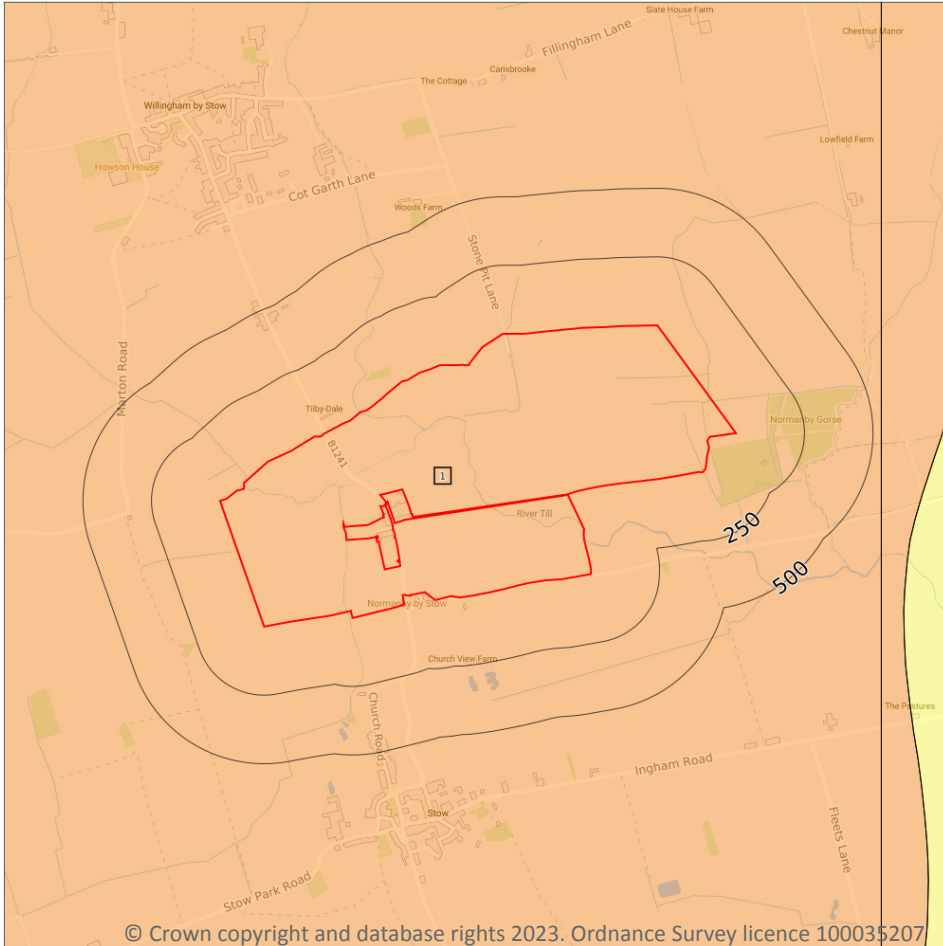 Slate House Farm
Chestnut Manor
Fillingham Lane
Carisbrooke
The Cottage
Willingham by Stow
Lowfield Farm
Howson House
Cot Garth Lane
Woods Farm
Stone Pit Lane
Marton Road
Tilby Dale
Normanby Gorse
B1241
1
River Till
250
500
Normanby by Stow
Church View Farm
The Pastures
Church Road
Ingham Road
Stow
Fleets Lane
Stow Park Road
© Crown copyright and database rights 2023. Ordnance Survey licence 100035207